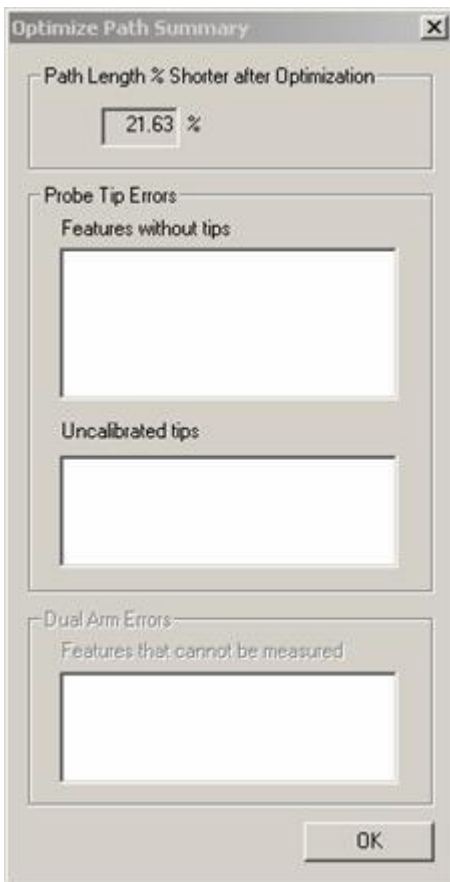 Optimize Path Summary
Path Length % Shorter after Optimization
21.63 %
Probe Tip Errors
Features without tips
Uncalibrated tips
Dual Arm Errors
Features that cannot be measured
OK